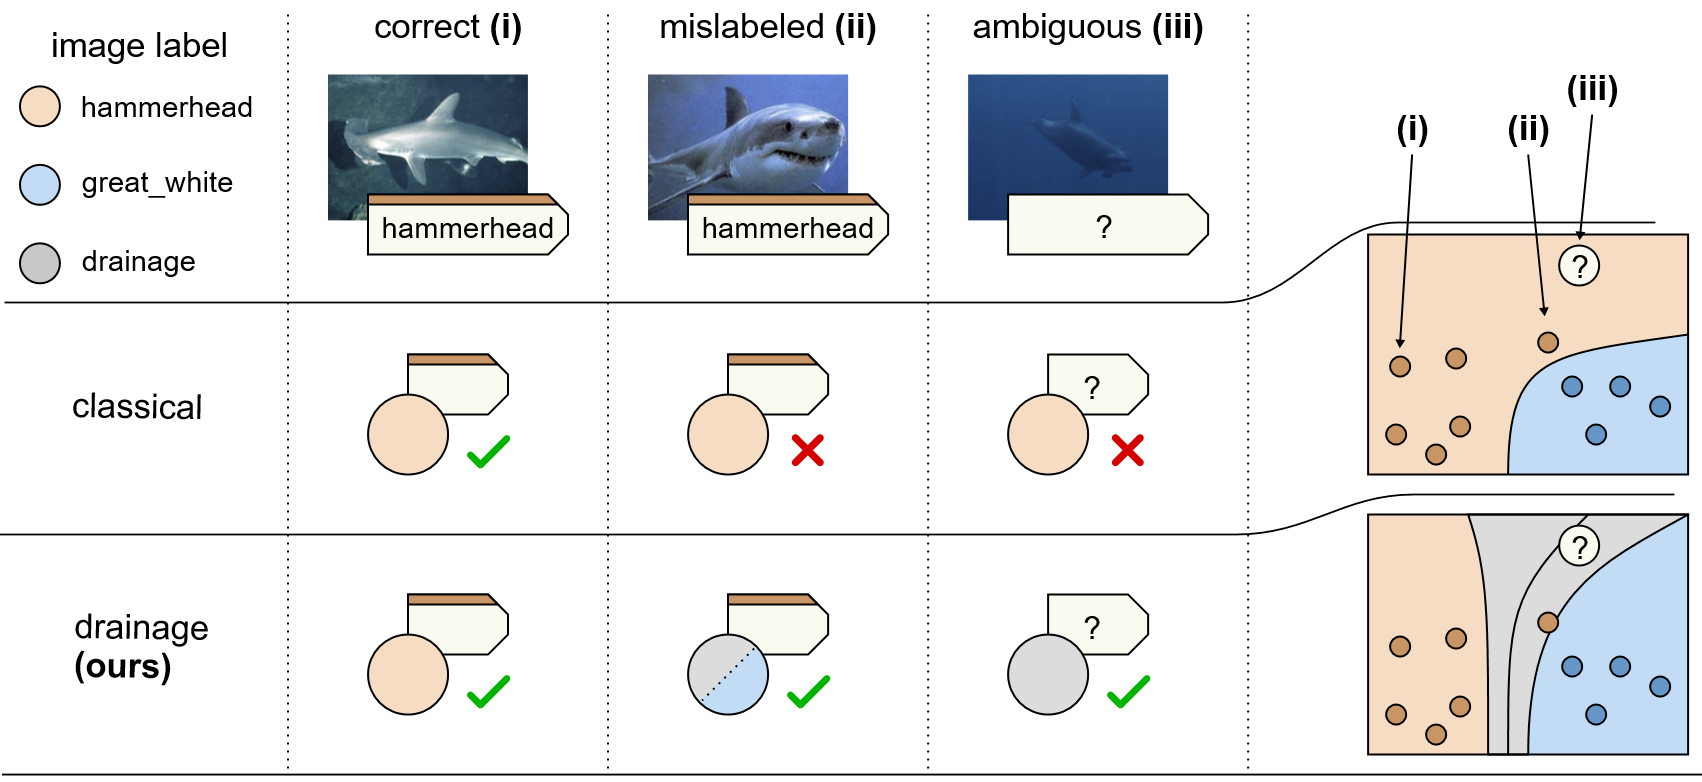 image label
hammerhead
great_white
drainage
correct (i)
mislabeled (ii)
ambiguous (iii)
hammerhead
hammerhead
?
(i)
(ii)
(iii)
?
classical
?
drainage
(ours)
?
?